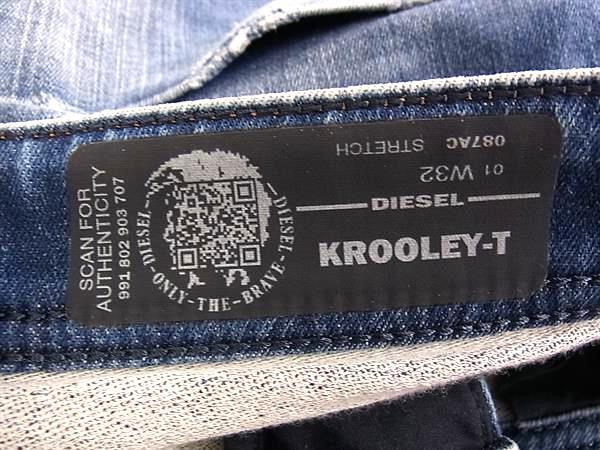 SCAN FOR
AUTHENTICITY
991 802 903 707
DIESEL
ONLY-THE-BRAVE
DIESEL
087AC
STRETCH
01 W32
DIESEL
KROOLEY-T